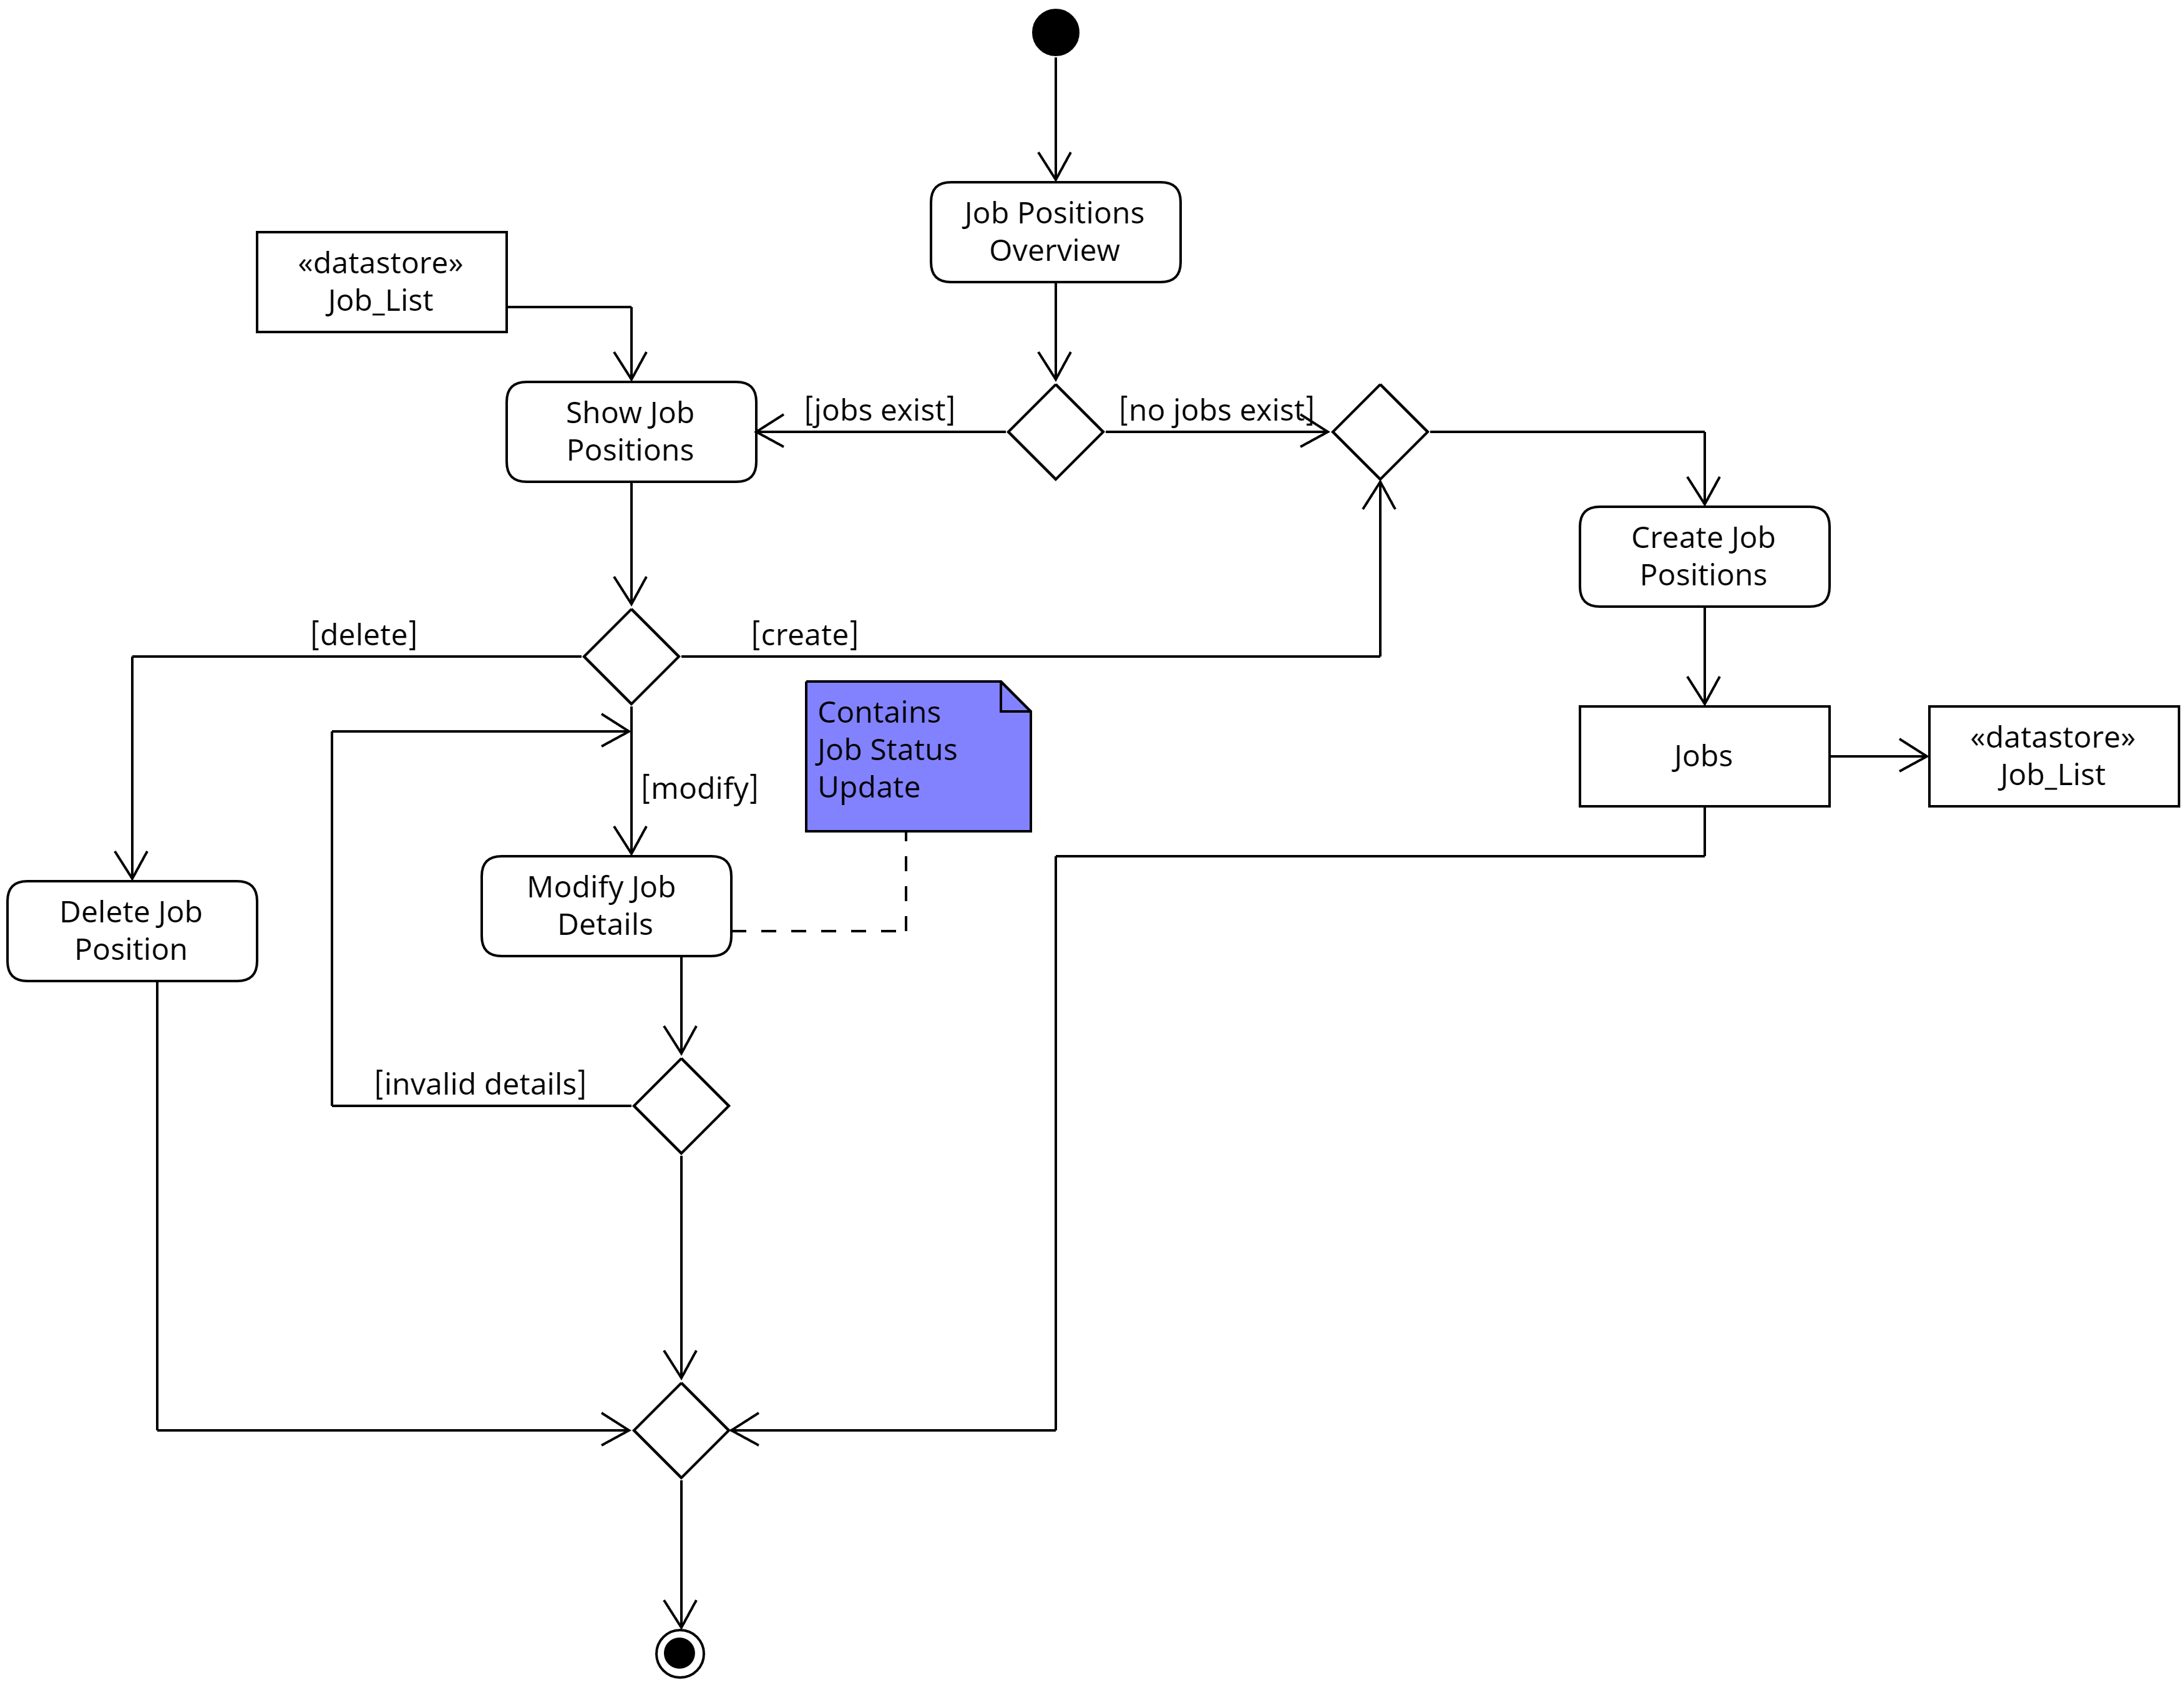 Job Positions
Overview
«datastore»
Job_List
Show Job
Positions
[jobs exist]
[no jobs exist]
Create Job
Positions
[delete]
[create]
Contains
Job Status
Update
[modify]
Jobs
«datastore»
Job_List
Modify Job
Details
Delete Job
Position
[invalid details]